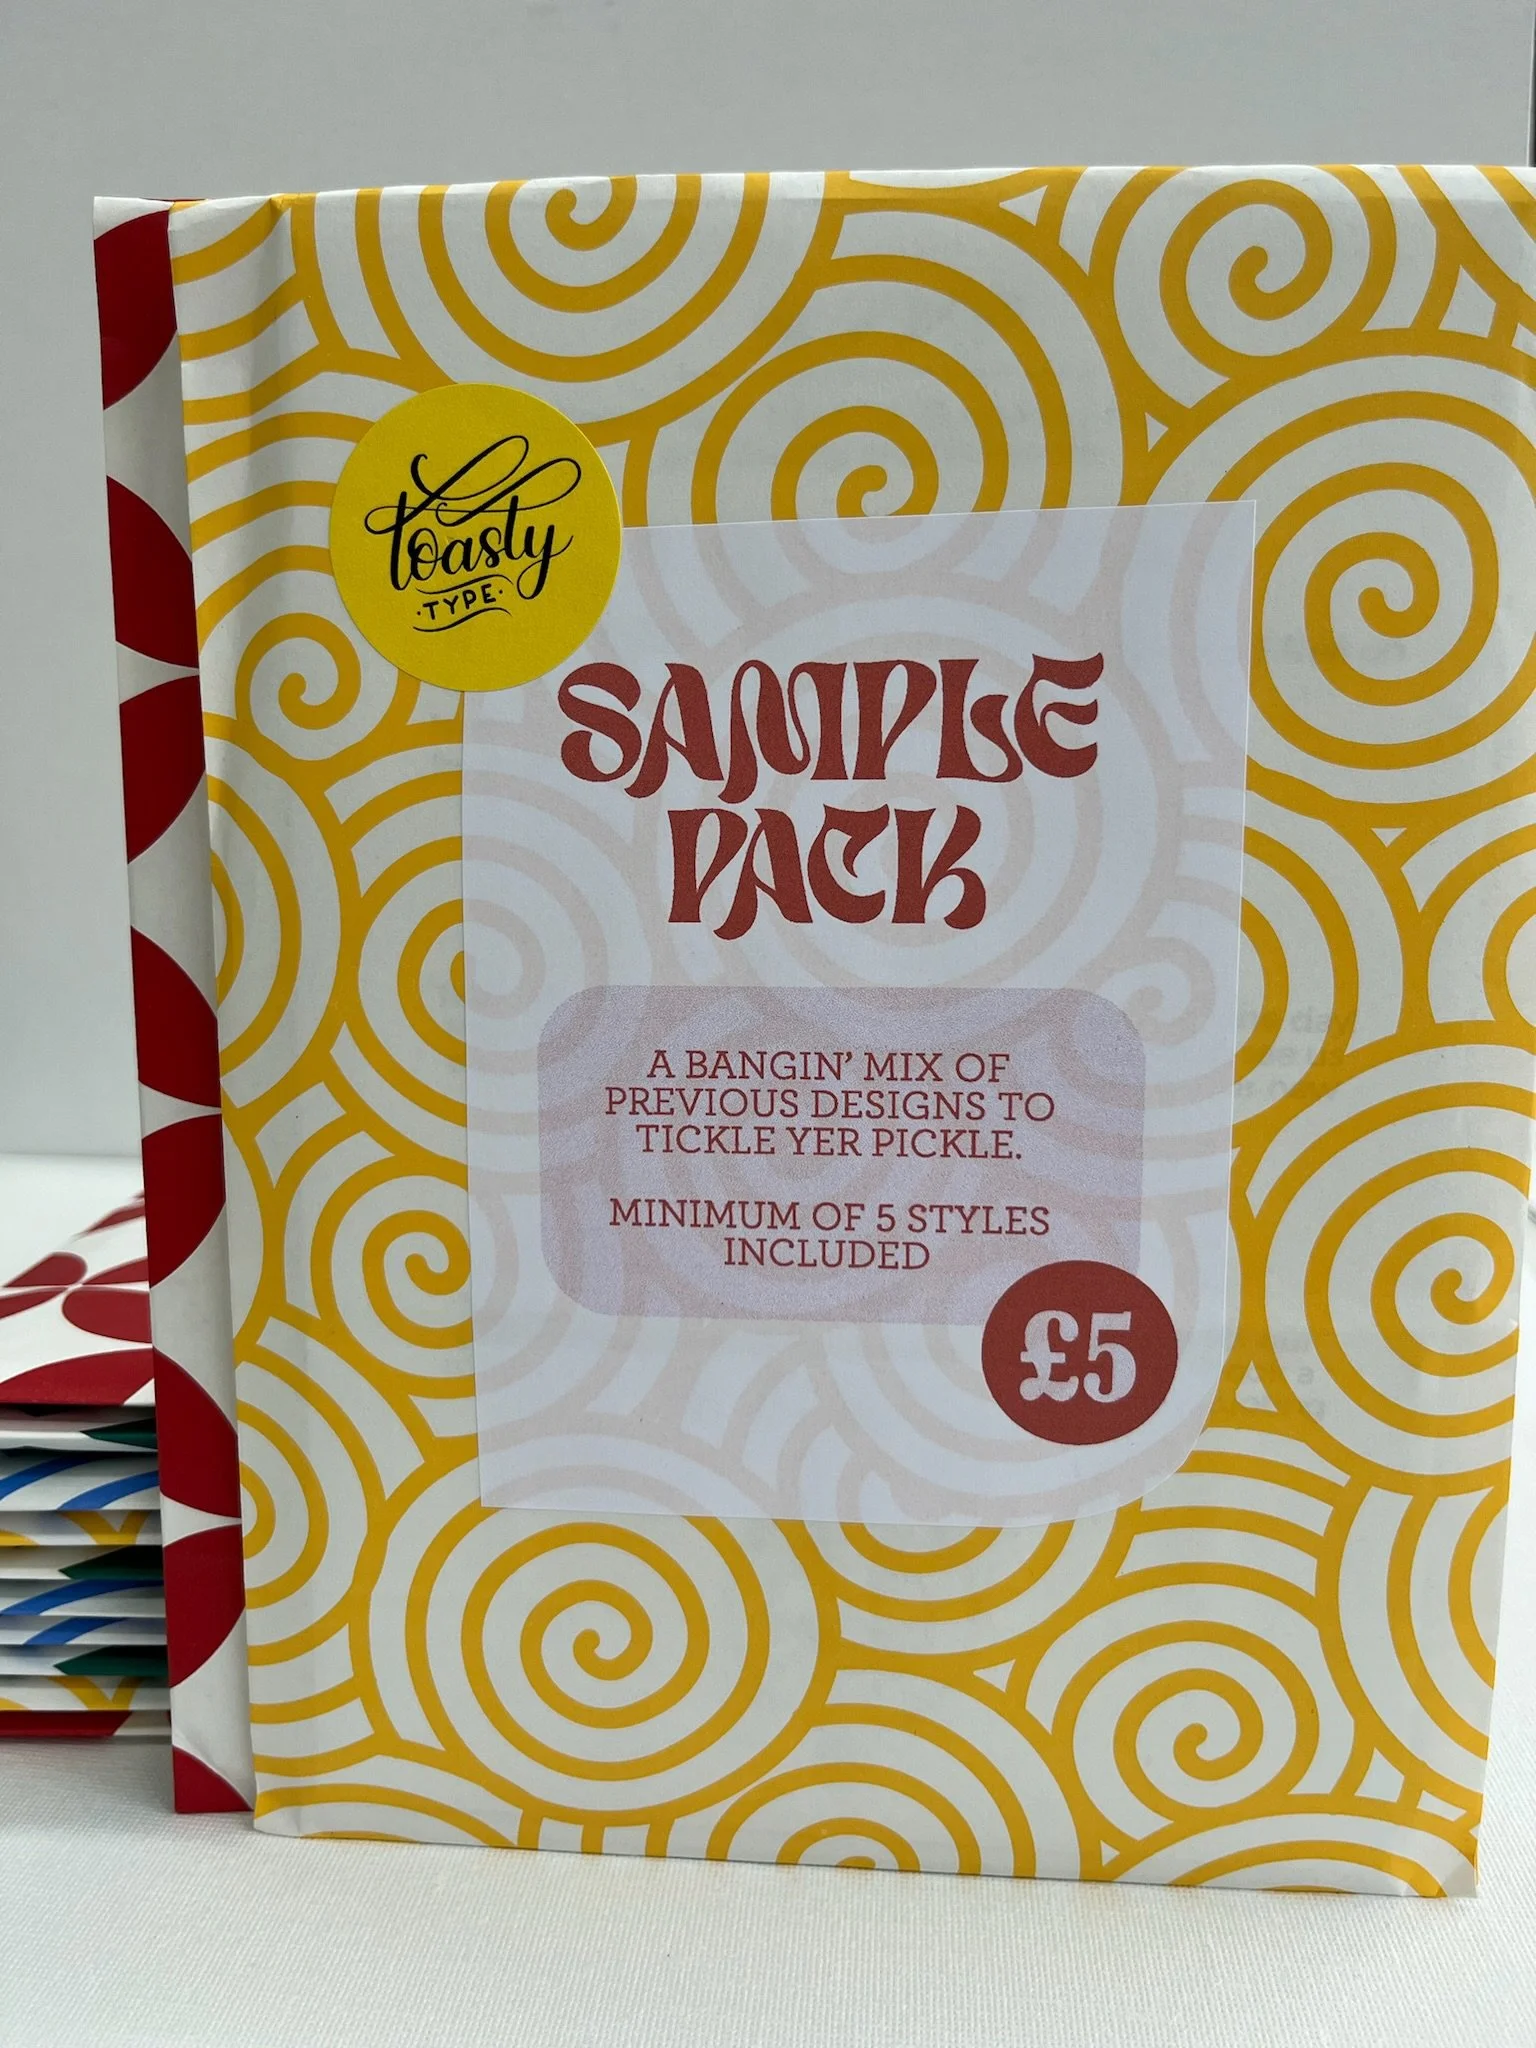 toasty
·TYPE·
SAMPLE
PACK
A BANGIN’ MIX OF
PREVIOUS DESIGNS TO
TICKLE YER PICKLE.
MINIMUM OF 5 STYLES
INCLUDED
£5